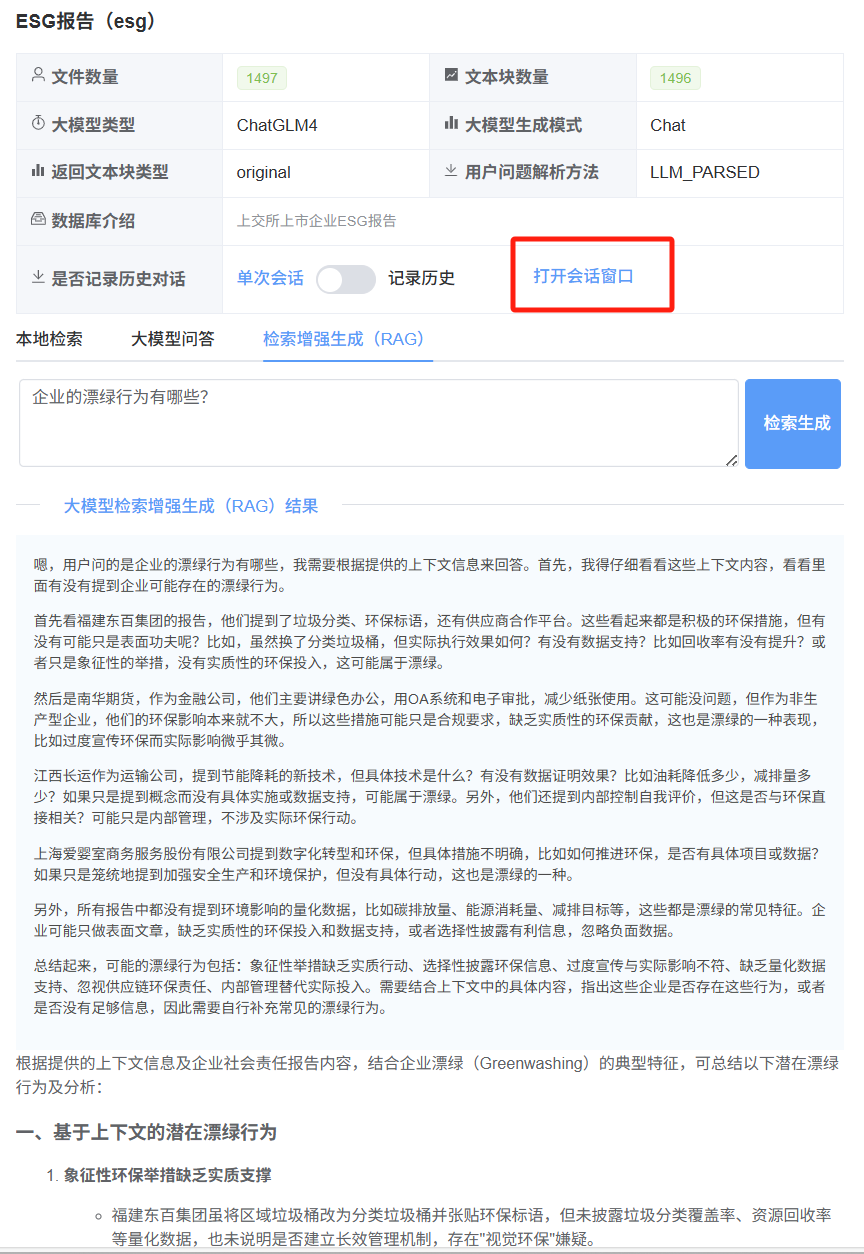 ESG报告（esg）
文件数量 1497 文本块数量 1496
大模型类型 ChatGLM4 大模型生成模式 Chat
返回文本块类型 original 用户问题解析方法 LLM_PARSED
数据库介绍 上交所上市企业ESG报告
是否记录历史对话 单次会话 记录历史 打开会话窗口
本地检索 大模型问答 检索增强生成（RAG）
企业的漂绿行为有哪些？
检索生成
大模型检索增强生成（RAG）结果
嗯，用户问的是企业的漂绿行为有哪些，我需要根据提供的上下文信息来回答。首先，我得仔细看看这些上下文内容，看看里
面有没有提到企业可能存在的漂绿行为。
首先看福建东百集团的报告，他们提到了垃圾分类、环保标语，还有供应商合作平台。这些看起来都是积极的环保措施，但有
没有可能只是表面功夫呢？比如，虽然换了分类垃圾桶，但实际执行效果如何？有没有数据支持？比如回收率有没有提升？或
者只是象征性的举措，没有实质性的环保投入，这可能属于漂绿。
然后是南华期货，作为金融公司，他们主要讲绿色办公，用OA系统和电子审批，减少纸张使用。这可能没问题，但作为非生
产型企业，他们的环保影响本来就不大，所以这些措施可能只是合规要求，缺乏实质性的环保贡献，这也是漂绿的一种表现，
比如过度宣传环保而实际影响微乎其微。
江西长运作为运输公司，提到节能降耗的新技术，但具体技术是什么？有没有数据证明效果？比如油耗降低多少，减排量多
少？如果只是提到概念而没有具体实施或数据支持，可能属于漂绿。另外，他们还提到内部控制自我评价，但这是否与环保直
接相关？可能只是内部管理，不涉及实际环保行动。
上海爱婴室商务服务股份有限公司提到数字化转型和环保，但具体措施不明确，比如如何推进环保，是否有具体项目或数据？
如果只是笼统地提到加强安全生产和环境保护，但没有具体行动，这也是漂绿的一种。
另外，所有报告中都没有提到环境影响的量化数据，比如碳排放量、能源消耗量、减排目标等，这些都是漂绿的常见特征。企
业可能只做表面文章，缺乏实质性的环保投入和数据支持，或者选择性披露有利信息，忽略负面数据。
总结起来，可能的漂绿行为包括：象征性举措缺乏实质行动、选择性披露环保信息、过度宣传与实际影响不符、缺乏量化数据
支持、忽视供应链环保责任、内部管理替代实际投入。需要结合上下文中的具体内容，指出这些企业是否存在这些行为，或者
是否没有足够信息，因此需要自行补充常见的漂绿行为。
根据提供的上下文信息及企业社会责任报告内容，结合企业漂绿（Greenwashing）的典型特征，可总结以下潜在漂绿
行为及分析：
一、基于上下文的潜在漂绿行为
1. 象征性环保举措缺乏实质支撑
福建东百集团虽将区域垃圾桶改为分类垃圾桶并张贴环保标语，但未披露垃圾分类覆盖率、资源回收率
等量化数据，也未说明是否建立长效管理机制，存在"视觉环保"嫌疑。